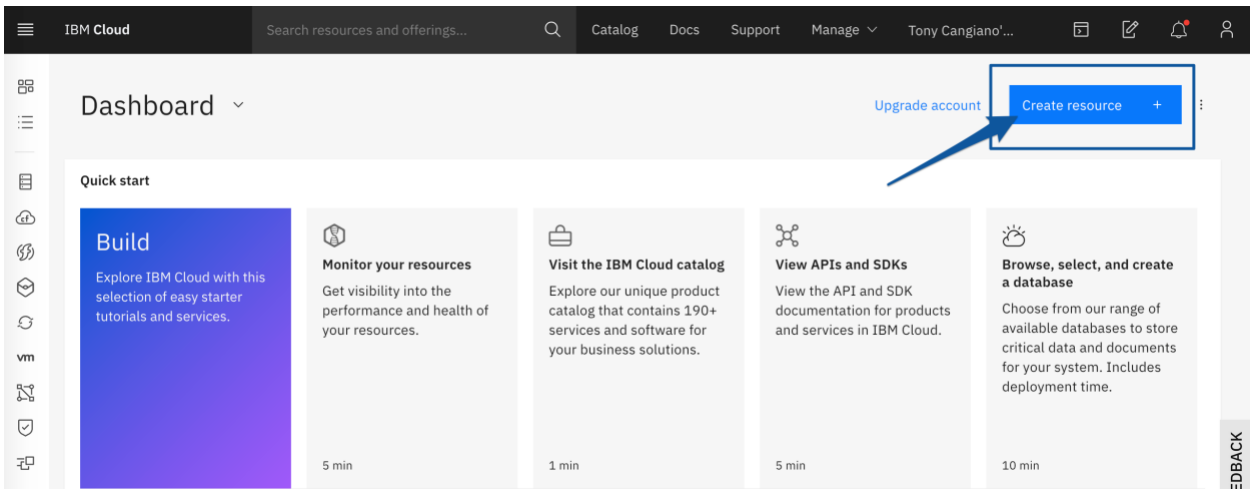 IBM Cloud
Search resources and offerings...
Catalog
Docs
Support
Manage
Tony Cangiano'...
Dashboard
Upgrade account
Create resource +
Quick start
Build
Explore IBM Cloud with this
selection of easy starter
tutorials and services.
Monitor your resources
Get visibility into the
performance and health of
your resources.
5 min
Visit the IBM Cloud catalog
Explore our unique product
catalog that contains 190+
services and software for
your business solutions.
1 min
View APIs and SDKs
View the API and SDK
documentation for products
and services in IBM Cloud.
5 min
Browse, select, and create
a database
Choose from our range of
available databases to store
critical data and documents
for your system. Includes
deployment time.
10 min
cf
vm
EDBACK